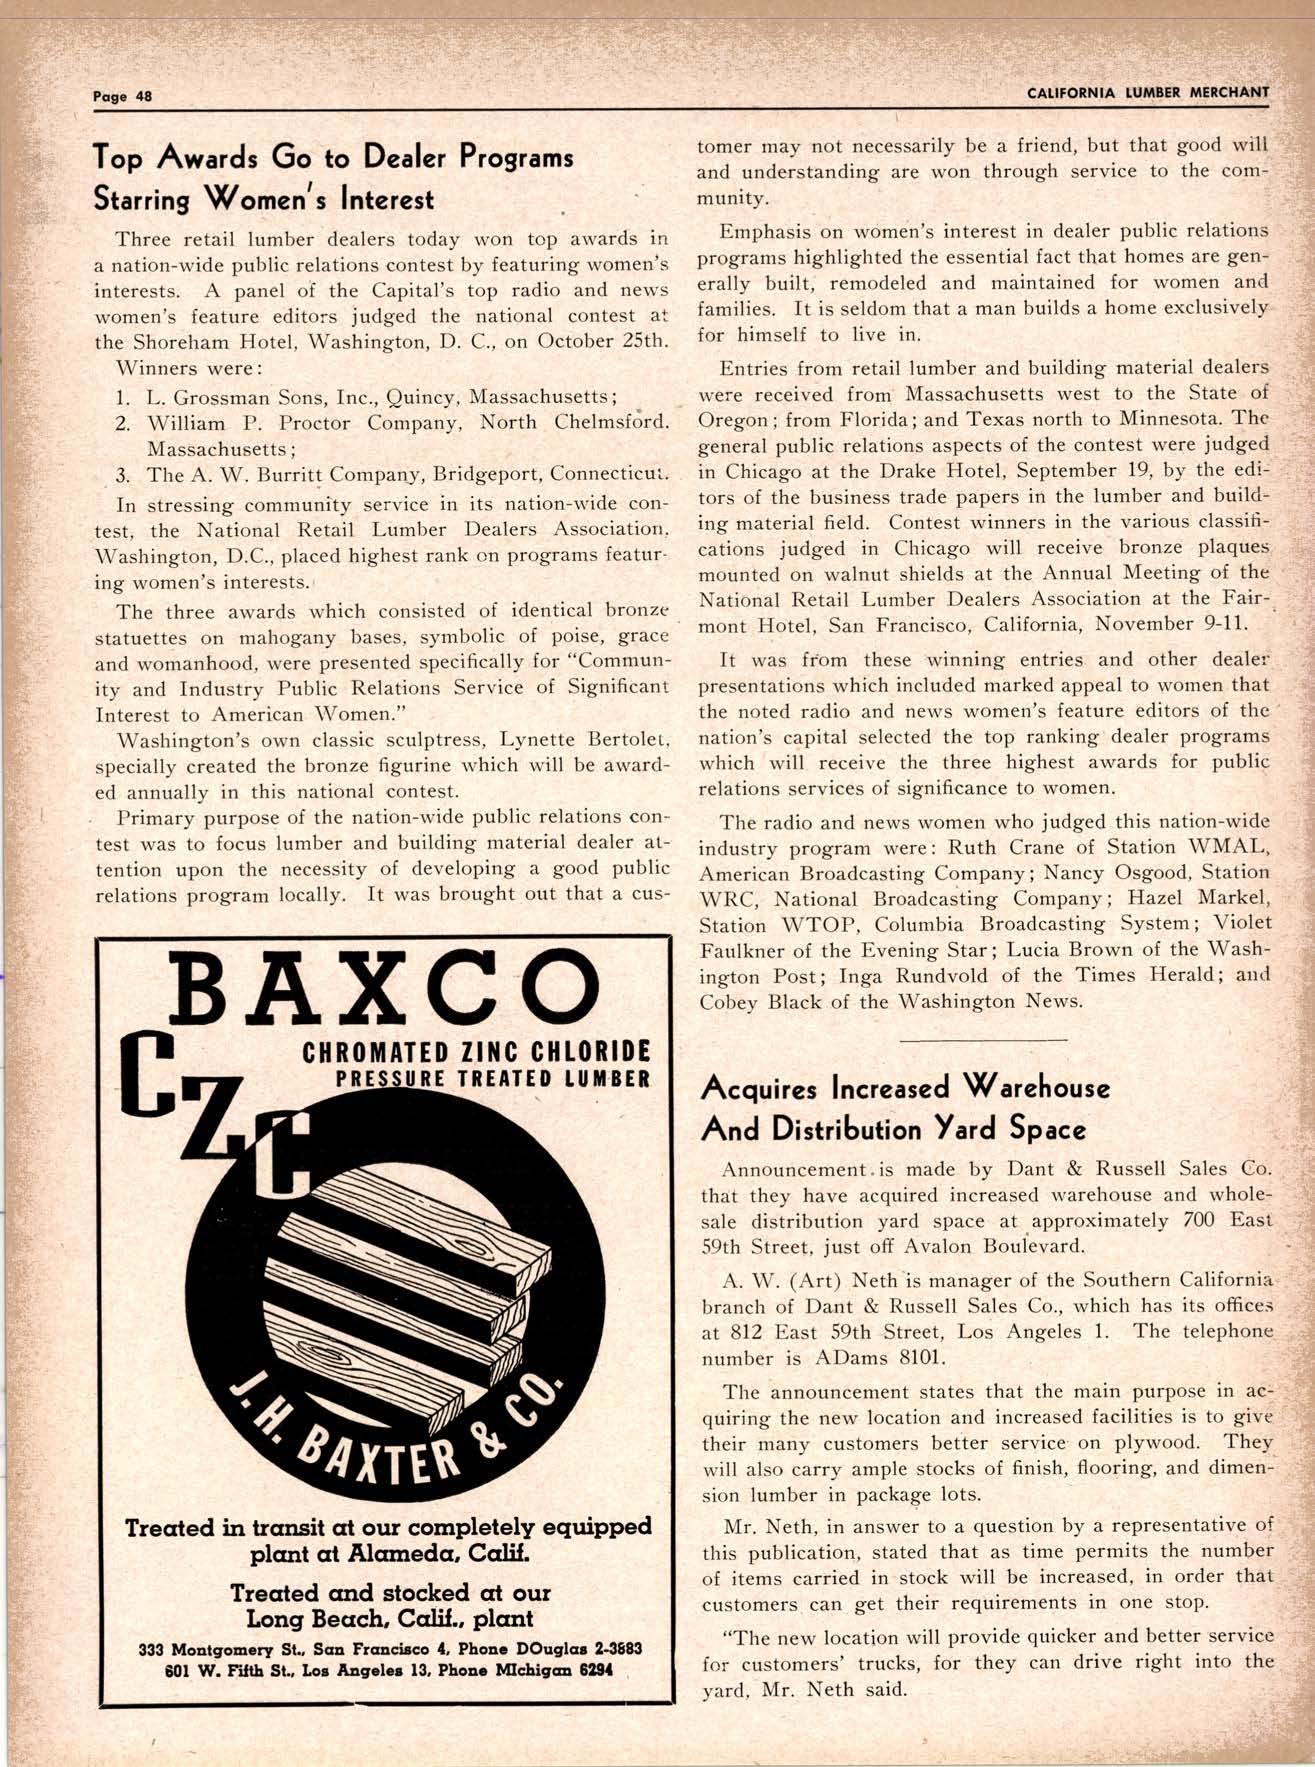 Page 48
CALIFORNIA LUMBER MERCHANT
Top Awards Go to Dealer Programs
Starring Women's Interest
Three retail lumber dealers today won top awards in
a nation-wide public relations contest by featuring women's
interests. A panel of the Capital's top radio and news
women's feature editors judged the national contest at
the Shoreham Hotel, Washington, D. C., on October 25th.
Winners were:
1. L. Grossman Sons, Inc., Quincy, Massachusetts;
2. William P. Proctor Company, North Chelmsford,
Massachusetts;
3. The A. W. Burritt Company, Bridgeport, Connecticut.
In stressing community service in its nation-wide con-
test, the National Retail Lumber Dealers Association,
Washington, D.C., placed highest rank on programs featur-
ing women's interests.
The three awards which consisted of identical bronze
statuettes on mahogany bases, symbolic of poise, grace
and womanhood, were presented specifically for "Commun-
ity and Industry Public Relations Service of Significant
Interest to American Women."
Washington's own classic sculptress, Lynette Bertolet,
specially created the bronze figurine which will be award-
ed annually in this national contest.
Primary purpose of the nation-wide public relations con-
test was to focus lumber and building material dealer at-
tention upon the necessity of developing a good public
relations program locally. It was brought out that a cus-
BAXCO
CZC
CHROMATED ZINC CHLORIDE
PRESSURE TREATED LUMBER
J. H. BAXTER & CO.
Treated in transit at our completely equipped
plant at Alameda, Calif.
Treated and stocked at our
Long Beach, Calif., plant
333 Montgomery St., San Francisco 4, Phone DOuglas 2-3883
601 W. Fifth St., Los Angeles 13, Phone MIchigan 6294
tomer may not necessarily be a friend, but that good will
and understanding are won through service to the com-
munity.
Emphasis on women's interest in dealer public relations
programs highlighted the essential fact that homes are gen-
erally built, remodeled and maintained for women and
families. It is seldom that a man builds a home exclusively
for himself to live in.
Entries from retail lumber and building material dealers
were received from Massachusetts west to the State of
Oregon; from Florida; and Texas north to Minnesota. The
general public relations aspects of the contest were judged
in Chicago at the Drake Hotel, September 19, by the edi-
tors of the business trade papers in the lumber and build-
ing material field. Contest winners in the various classifi-
cations judged in Chicago will receive bronze plaques
mounted on walnut shields at the Annual Meeting of the
National Retail Lumber Dealers Association at the Fair-
mont Hotel, San Francisco, California, November 9-11.
It was from these winning entries and other dealer
presentations which included marked appeal to women that
the noted radio and news women's feature editors of the
nation's capital selected the top ranking dealer programs
which will receive the three highest awards for public
relations services of significance to women.
The radio and news women who judged this nation-wide
industry program were: Ruth Crane of Station WMAL,
American Broadcasting Company; Nancy Osgood, Station
WRC, National Broadcasting Company; Hazel Markel,
Station WTOP, Columbia Broadcasting System; Violet
Faulkner of the Evening Star; Lucia Brown of the Wash-
ington Post; Inga Rundvold of the Times Herald; and
Cobey Black of the Washington News.
Acquires Increased Warehouse
And Distribution Yard Space
Announcement is made by Dant & Russell Sales Co.
that they have acquired increased warehouse and whole-
sale distribution yard space at approximately 700 East
59th Street, just off Avalon Boulevard.
A. W. (Art) Neth is manager of the Southern California
branch of Dant & Russell Sales Co., which has its offices
at 812 East 59th Street, Los Angeles 1. The telephone
number is ADams 8101.
The announcement states that the main purpose in ac-
quiring the new location and increased facilities is to give
their many customers better service on plywood. They
will also carry ample stocks of finish, flooring, and dimen-
sion lumber in package lots.
Mr. Neth, in answer to a question by a representative of
this publication, stated that as time permits the number
of items carried in stock will be increased, in order that
customers can get their requirements in one stop.
"The new location will provide quicker and better service
for customers' trucks, for they can drive right into the
yard, Mr. Neth said.